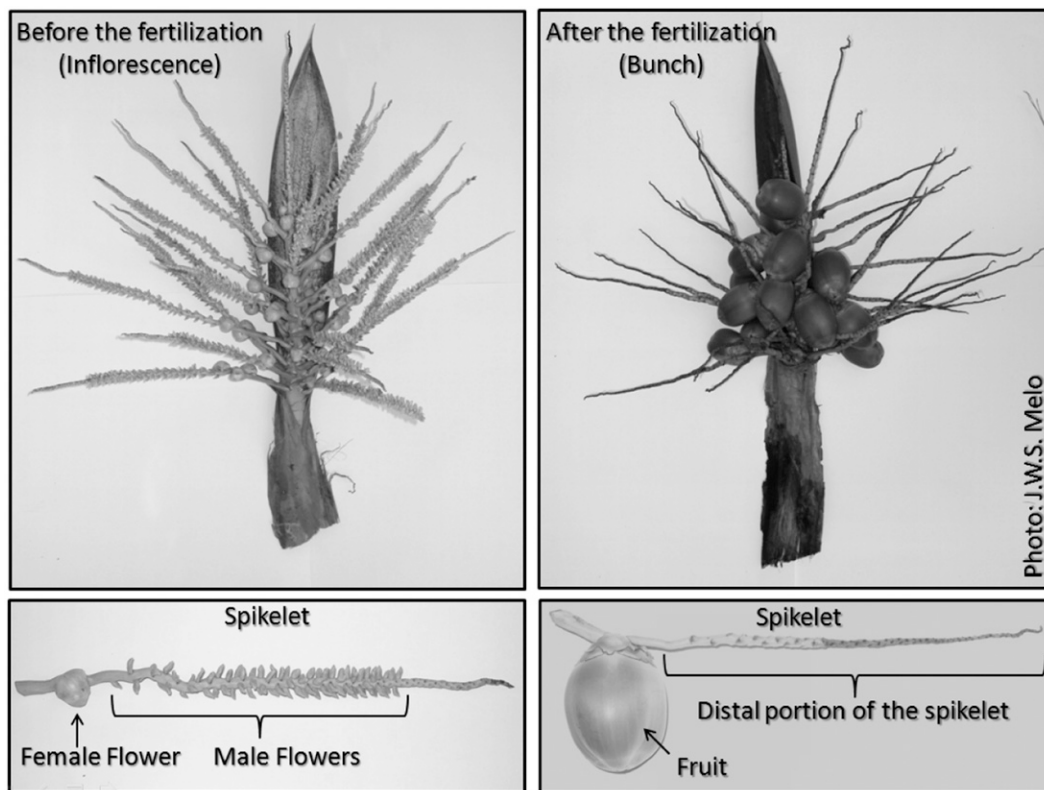 Before the fertilization
(Inflorescence)
After the fertilization
(Bunch)
Photo: J.W.S. Melo
Spikelet
Female Flower
Male Flowers
Spikelet
Distal portion of the spikelet
Fruit